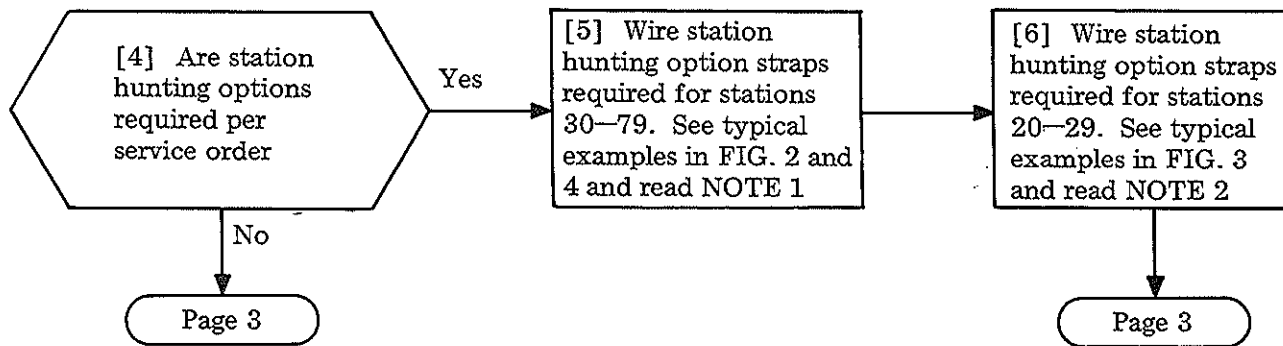 [4] Are station
hunting options
required per
service order
Yes
No
Page 3
[5] Wire station
hunting option straps
required for stations
30—79. See typical
examples in FIG. 2 and
4 and read NOTE 1
[6] Wire station
hunting option straps
required for stations
20—29. See typical
examples in FIG. 3
and read NOTE 2
Page 3